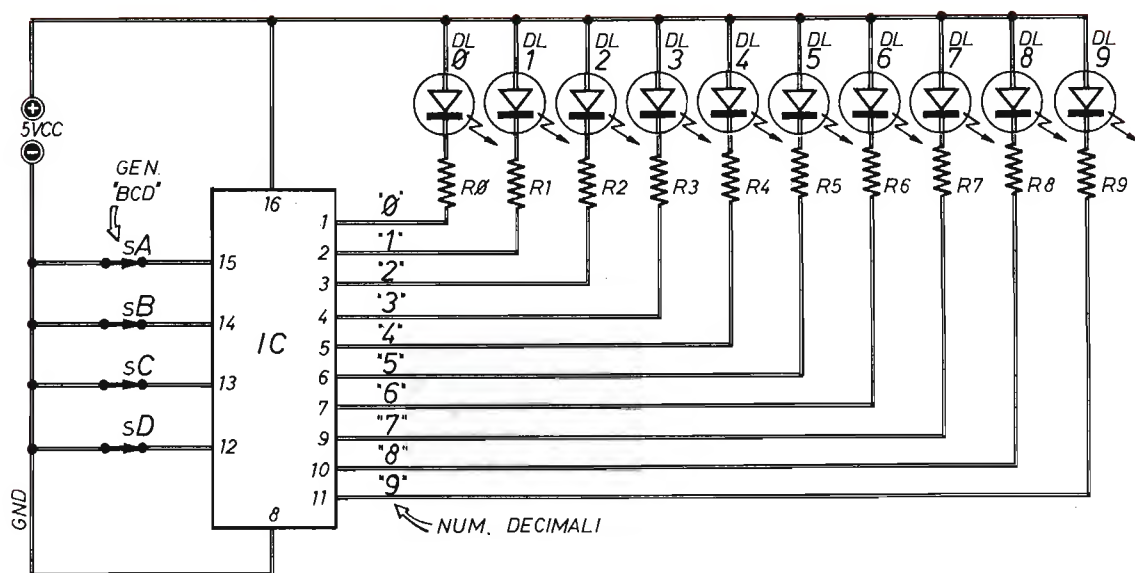 DL 0
DL 1
DL 2
DL 3
DL 4
DL 5
DL 6
DL 7
DL 8
DL 9
+
5VCC
-
GEN.
"BCD"
R0
R1
R2
R3
R4
R5
R6
R7
R8
R9
16
sA
15
sB
14
sC
13
sD
12
IC
8
GND
1
"0"
2
"1"
3
"2"
4
"3"
5
"4"
6
"5"
7
"6"
9
"7"
10
"8"
11
"9"
NUM. DECIMALI